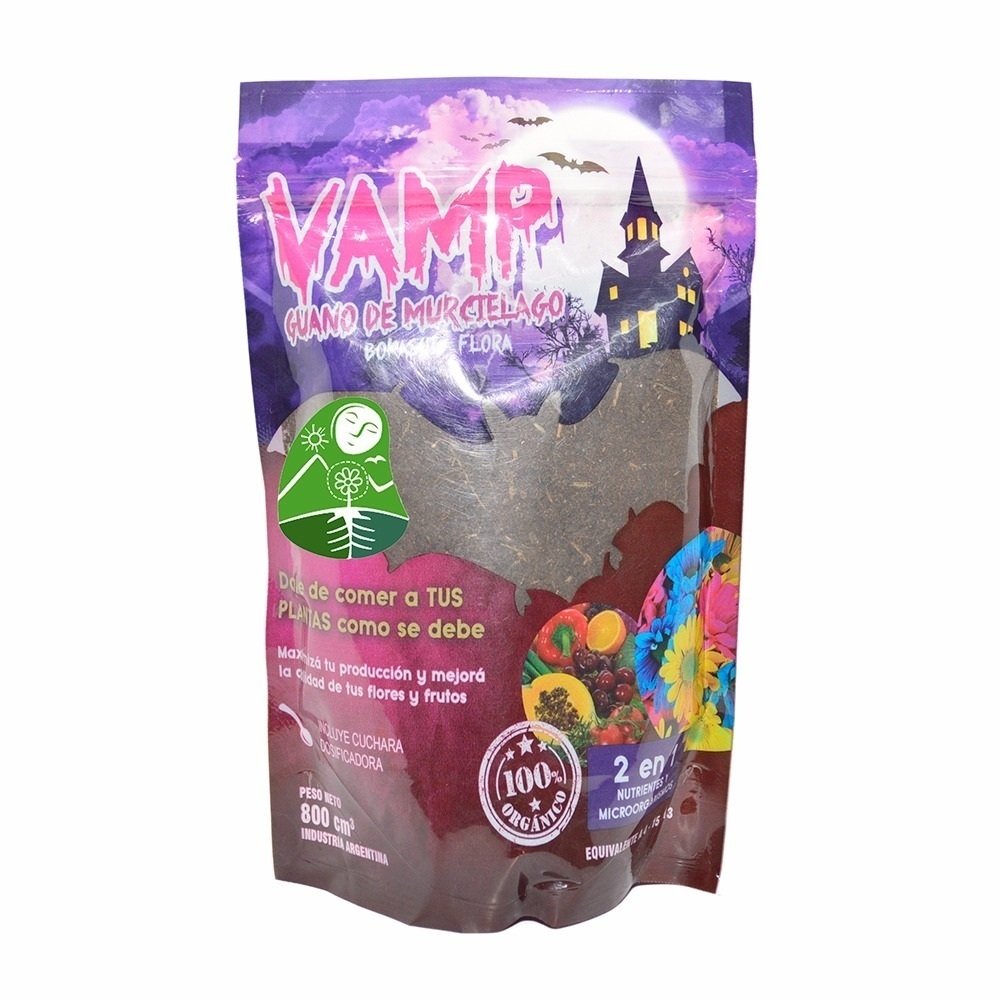 VAMP
GUANO DE MURCIELAGO
FLORA
Dale de comer a TUS
PLANTAS como se debe
Maximizá tu producción y mejorá
la calidad de tus flores y frutos
INCLUYE CUCHARA
DOSIFICADORA
PESO NETO
800 cm³
INDUSTRIA ARGENTINA
100%
ORGÁNICO
2 en 1
NUTRIENTES Y
MICROORGANISMOS
EQUIVALENTE A